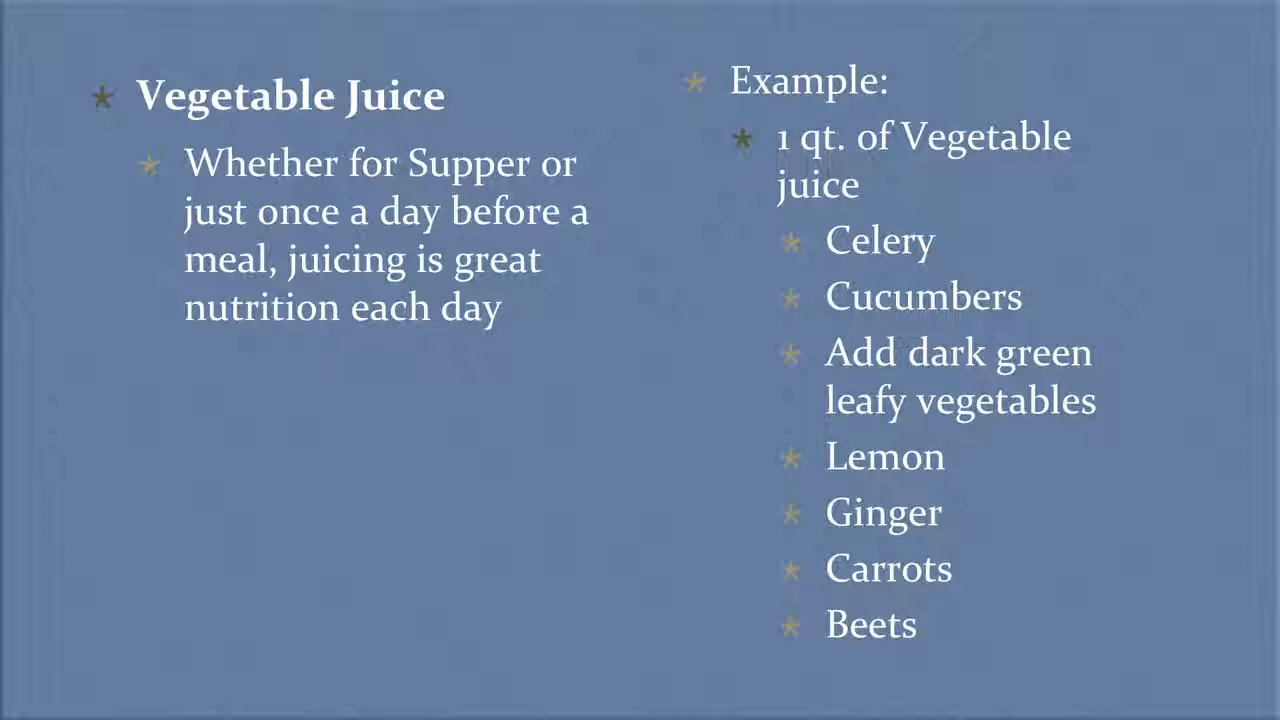 Vegetable Juice
Whether for Supper or
just once a day before a
meal, juicing is great
nutrition each day
Example:
1 qt. of Vegetable
juice
Celery
Cucumbers
Add dark green
leafy vegetables
Lemon
Ginger
Carrots
Beets